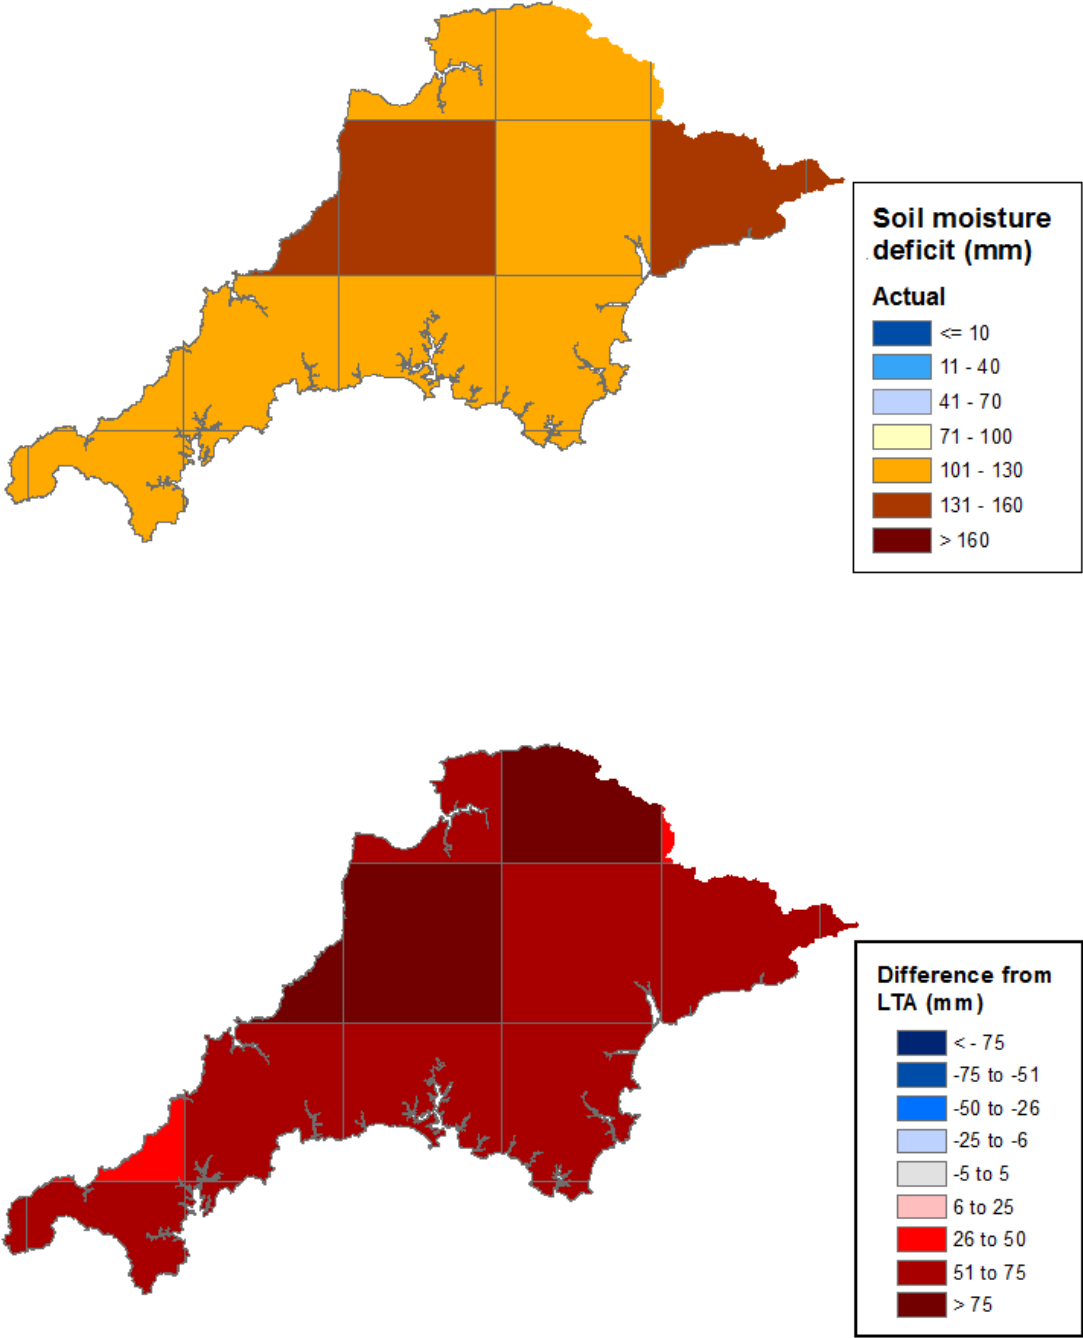 Soil moisture
deficit (mm)
Actual
<= 10
11 - 40
41 - 70
71 - 100
101 - 130
131 - 160
> 160
Difference from
LTA (mm)
< - 75
-75 to -51
-50 to -26
-25 to -6
-5 to 5
6 to 25
26 to 50
51 to 75
> 75